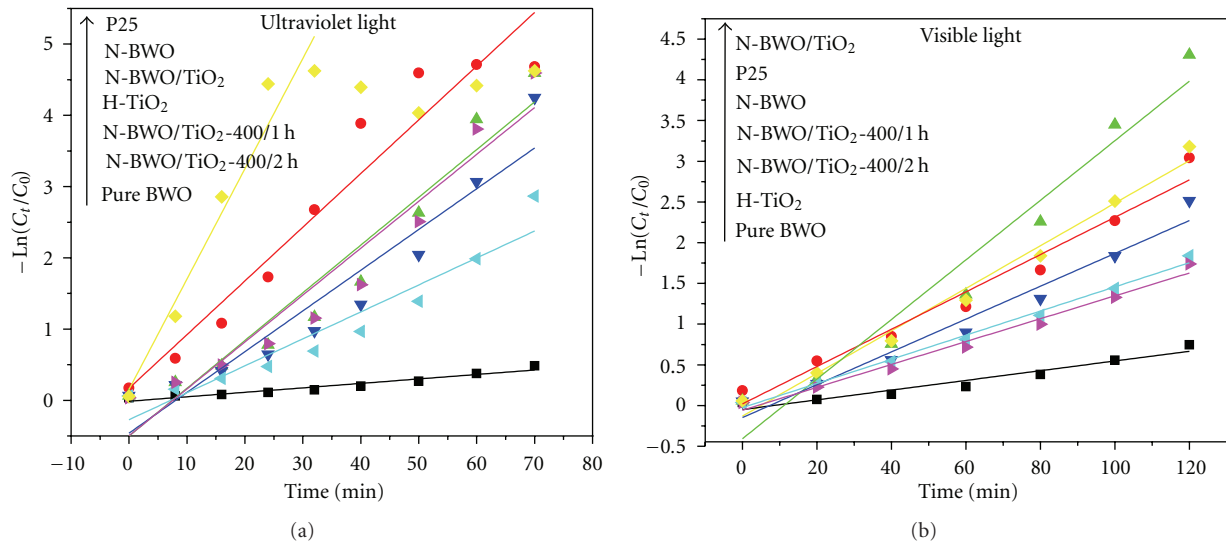 Ultraviolet light
P25
N-BWO
N-BWO/TiO2
H-TiO2
N-BWO/TiO2-400/1 h
N-BWO/TiO2-400/2 h
Pure BWO
−Ln(Ct/C0)
5
4
3
2
1
0
−10 0 10 20 30 40 50 60 70 80
Time (min)
(a)
Visible light
N-BWO/TiO2
P25
N-BWO
N-BWO/TiO2-400/1 h
N-BWO/TiO2-400/2 h
H-TiO2
Pure BWO
−Ln(Ct/C0)
4.5
4
3.5
3
2.5
2
1.5
1
0.5
0
−0.5
0 20 40 60 80 100 120
Time (min)
(b)